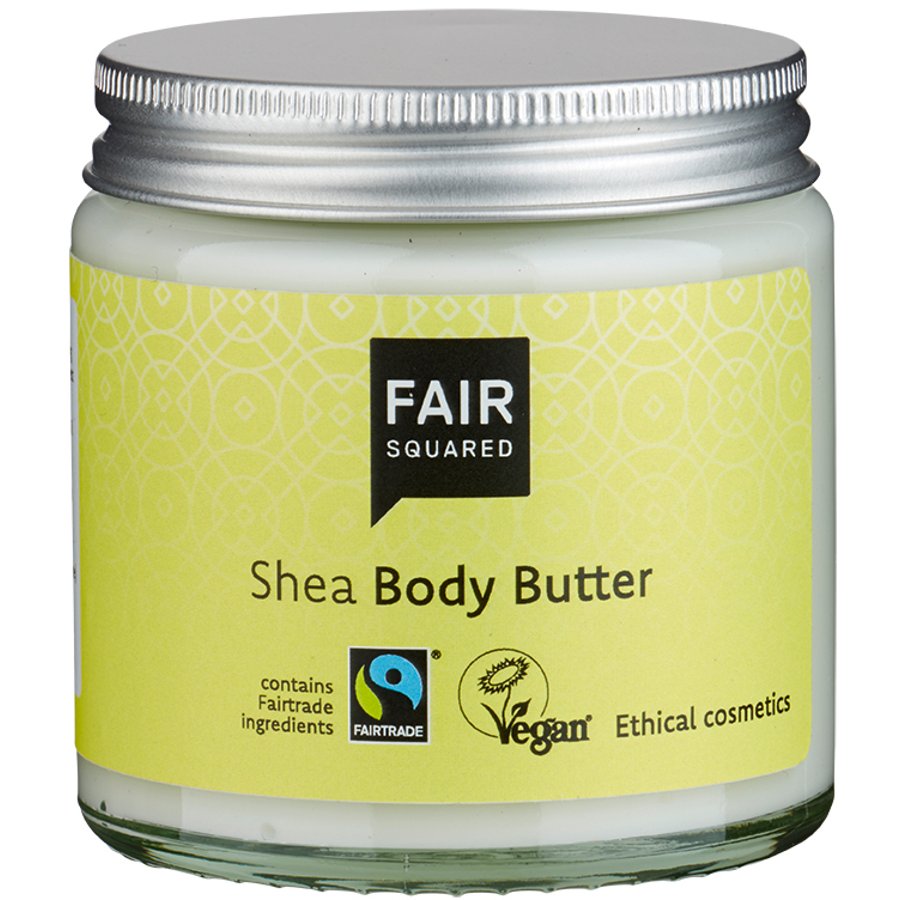 FAIR
SQUARED
Shea Body Butter
contains
Fairtrade
ingredients
FAIRTRADE
®
Vegan®
Ethical cosmetics